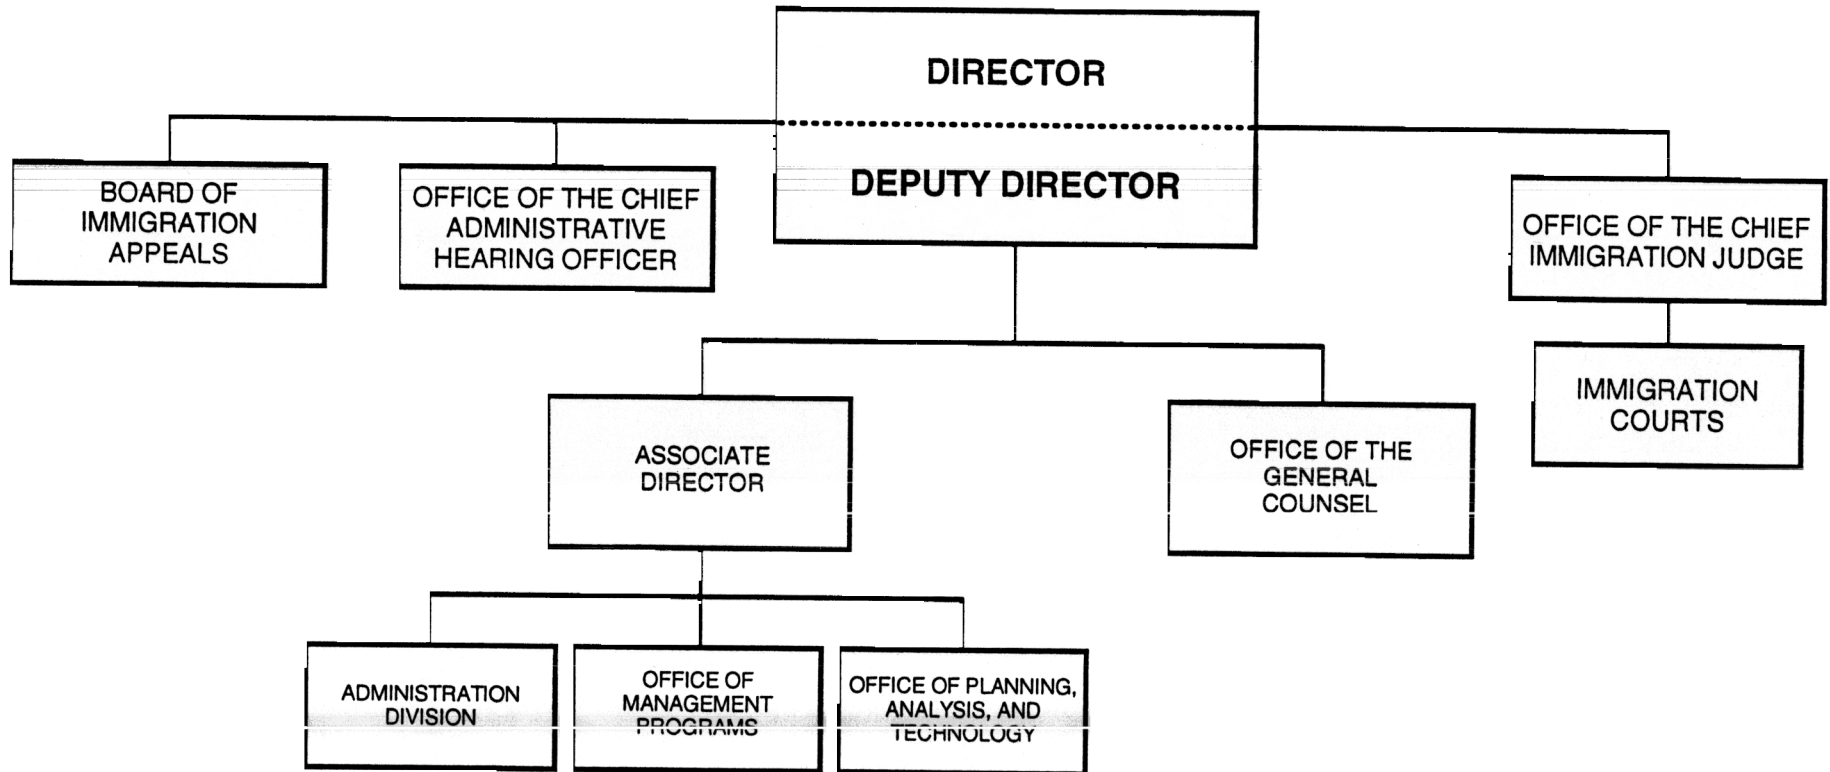 DIRECTOR
DEPUTY DIRECTOR
BOARD OF
IMMIGRATION
APPEALS
OFFICE OF THE CHIEF
ADMINISTRATIVE
HEARING OFFICER
OFFICE OF THE CHIEF
IMMIGRATION JUDGE
IMMIGRATION
COURTS
ASSOCIATE
DIRECTOR
OFFICE OF THE
GENERAL
COUNSEL
ADMINISTRATION
DIVISION
OFFICE OF
MANAGEMENT
PROGRAMS
OFFICE OF PLANNING,
ANALYSIS, AND
TECHNOLOGY